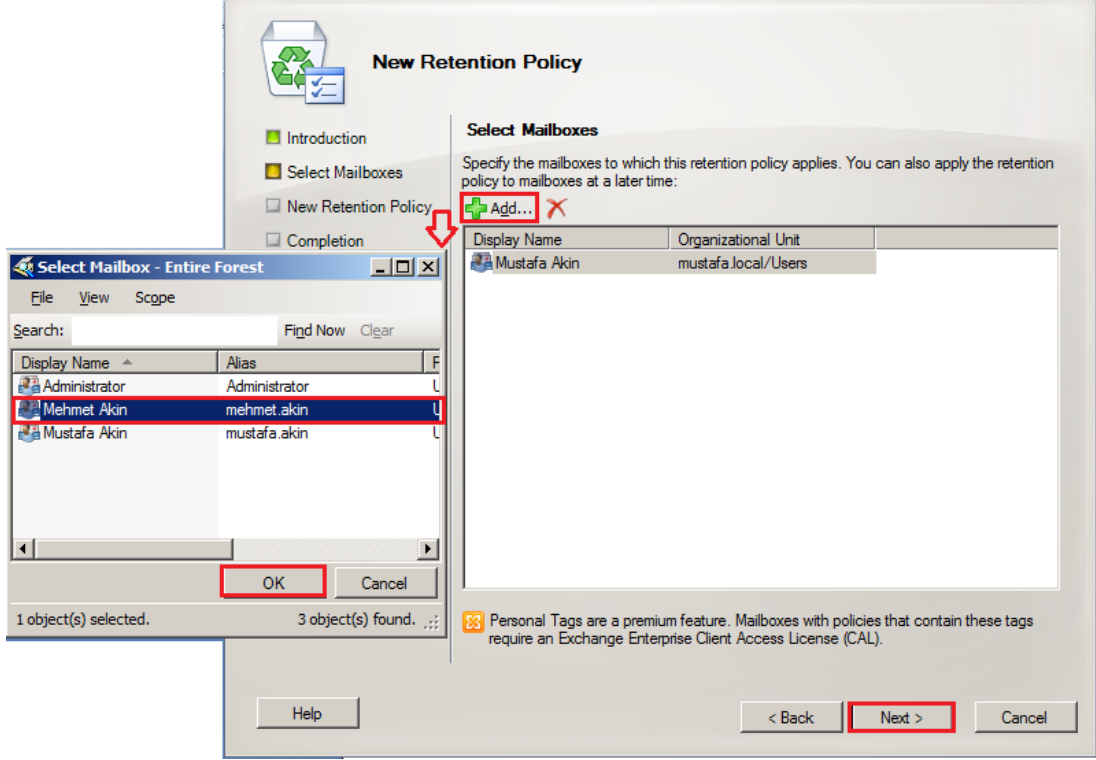 New Retention Policy
Introduction
Select Mailboxes
New Retention Policy
Completion
Select Mailboxes
Specify the mailboxes to which this retention policy applies. You can also apply the retention
policy to mailboxes at a later time:
Add...
Display Name Organizational Unit
Mustafa Akin mustafa.local/Users
Select Mailbox - Entire Forest
File View Scope
Search: Find Now Clear
Display Name Alias
Administrator Administrator
Mehmet Akin mehmet.akin
Mustafa Akin mustafa.akin
OK Cancel
1 object(s) selected. 3 object(s) found.
Personal Tags are a premium feature. Mailboxes with policies that contain these tags
require an Exchange Enterprise Client Access License (CAL).
Help < Back Next > Cancel